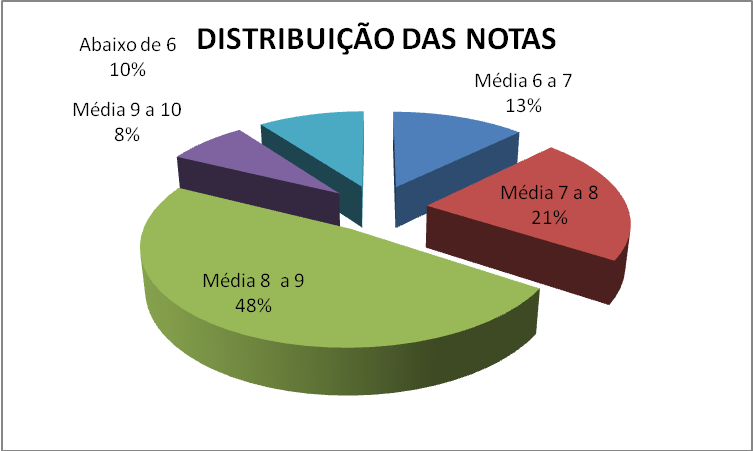 DISTRIBUIÇÃO DAS NOTAS
Abaixo de 6
10%
Média 6 a 7
13%
Média 9 a 10
8%
Média 7 a 8
21%
Média 8  a 9
48%